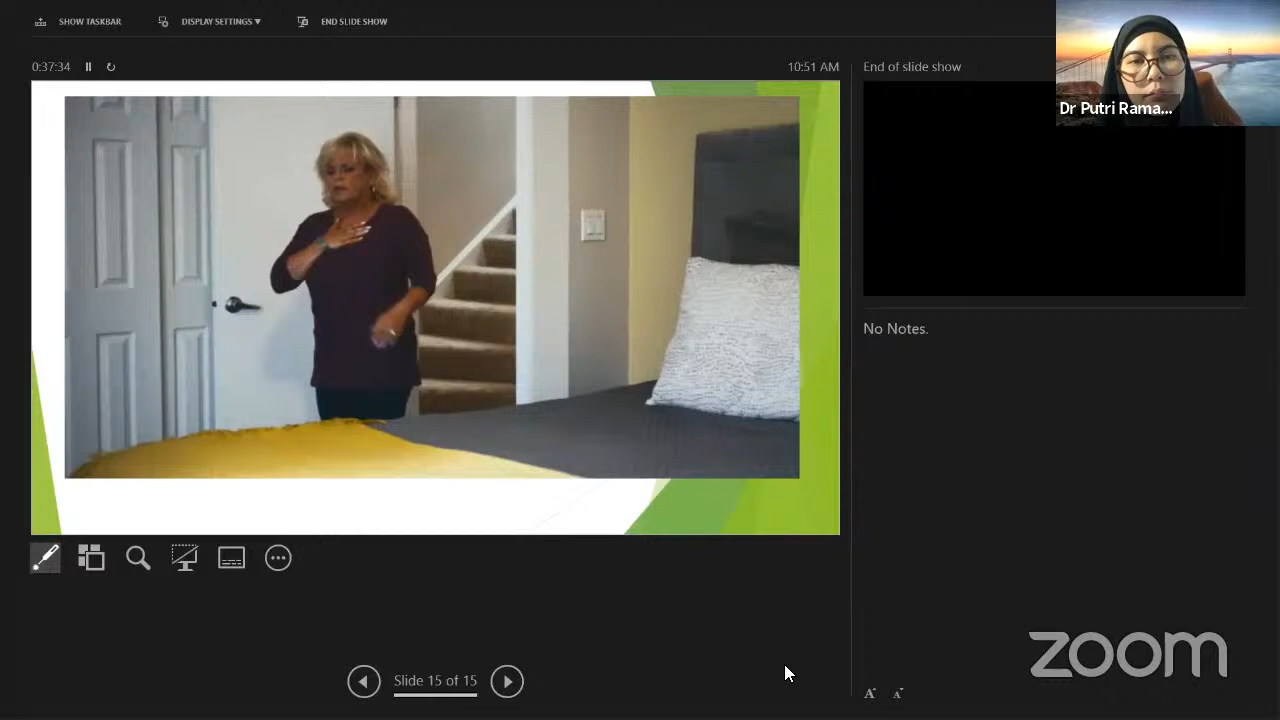 SHOW TASKBAR
DISPLAY SETTINGS ▼
END SLIDE SHOW
0:37:34
10:51 AM
End of slide show
Dr Putri Rama...
No Notes.
Slide 15 of 15
A A
zoom